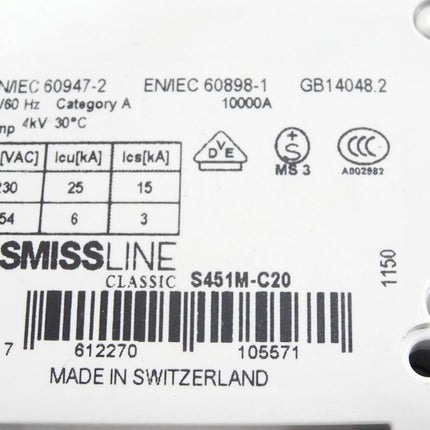 N/IEC 60947-2 EN/IEC 60898-1 GB14048.2
/60 Hz Category A 10000A
mp 4kV 30°C
[VAC] Icu[kA] Ics[kA]
230 25 15
54 6 3
DVE
+S
MS 3
CCC
A002982
SMISSLINE
CLASSIC S451M-C20
1150
7 612270 105571
MADE IN SWITZERLAND